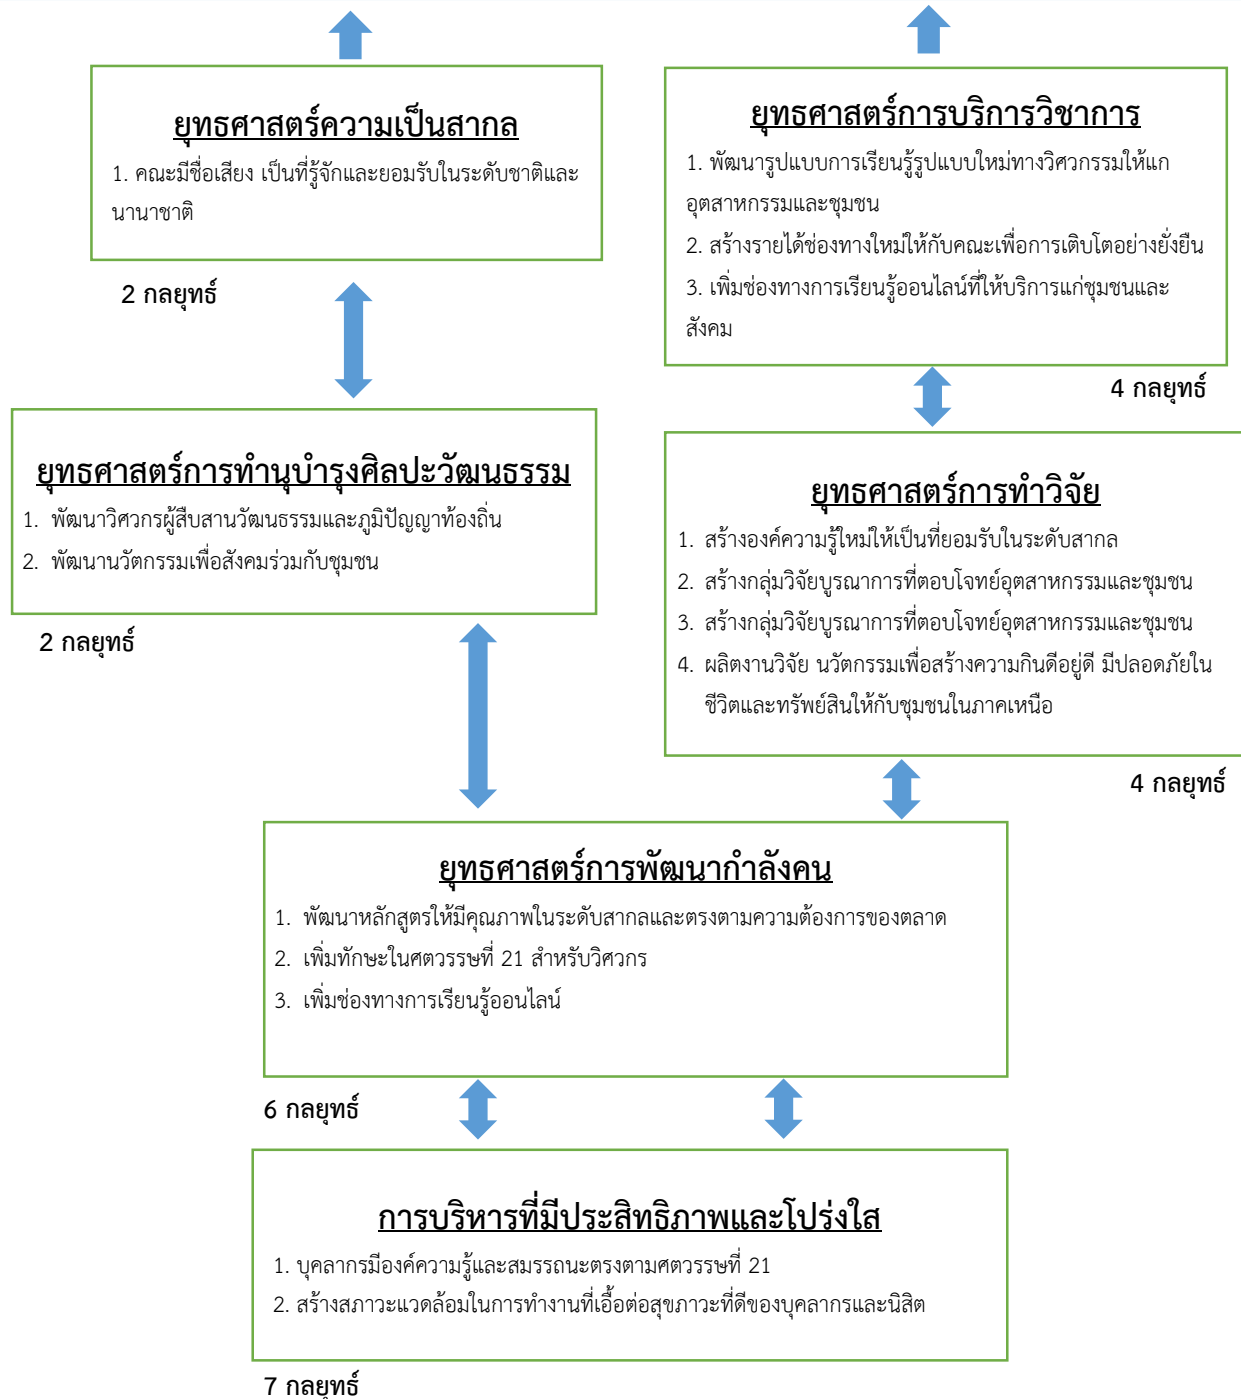 ยุทธศาสตร์ความเป็นสากล
1. คณะมีชื่อเสียง เป็นที่รู้จักและยอมรับในระดับชาติและ
นานาชาติ
2 กลยุทธ์
ยุทธศาสตร์การบริการวิชาการ
1. พัฒนารูปแบบการเรียนรู้รูปแบบใหม่ทางวิศวกรรมให้แก
อุตสาหกรรมและชุมชน
2. สร้างรายได้ช่องทางใหม่ให้กับคณะเพื่อการเติบโตอย่างยั่งยืน
3. เพิ่มช่องทางการเรียนรู้ออนไลน์ที่ให้บริการแก่ชุมชนและ
สังคม
4 กลยุทธ์
ยุทธศาสตร์การทำนุบำรุงศิลปะวัฒนธรรม
1. พัฒนาวิศวกรผู้สืบสานวัฒนธรรมและภูมิปัญญาท้องถิ่น
2. พัฒนานวัตกรรมเพื่อสังคมร่วมกับชุมชน
2 กลยุทธ์
ยุทธศาสตร์การทำวิจัย
1. สร้างองค์ความรู้ใหม่ให้เป็นที่ยอมรับในระดับสากล
2. สร้างกลุ่มวิจัยบูรณาการที่ตอบโจทย์อุตสาหกรรมและชุมชน
3. สร้างกลุ่มวิจัยบูรณาการที่ตอบโจทย์อุตสาหกรรมและชุมชน
4. ผลิตงานวิจัย นวัตกรรมเพื่อสร้างความกินดีอยู่ดี มีปลอดภัยใน
ชีวิตและทรัพย์สินให้กับชุมชนในภาคเหนือ
4 กลยุทธ์
ยุทธศาสตร์การพัฒนากำลังคน
1. พัฒนาหลักสูตรให้มีคุณภาพในระดับสากลและตรงตามความต้องการของตลาด
2. เพิ่มทักษะในศตวรรษที่ 21 สำหรับวิศวกร
3. เพิ่มช่องทางการเรียนรู้ออนไลน์
6 กลยุทธ์
การบริหารที่มีประสิทธิภาพและโปร่งใส
1. บุคลากรมีองค์ความรู้และสมรรถนะตรงตามศตวรรษที่ 21
2. สร้างสภาวะแวดล้อมในการทำงานที่เอื้อต่อสุขภาวะที่ดีของบุคลากรและนิสิต
7 กลยุทธ์